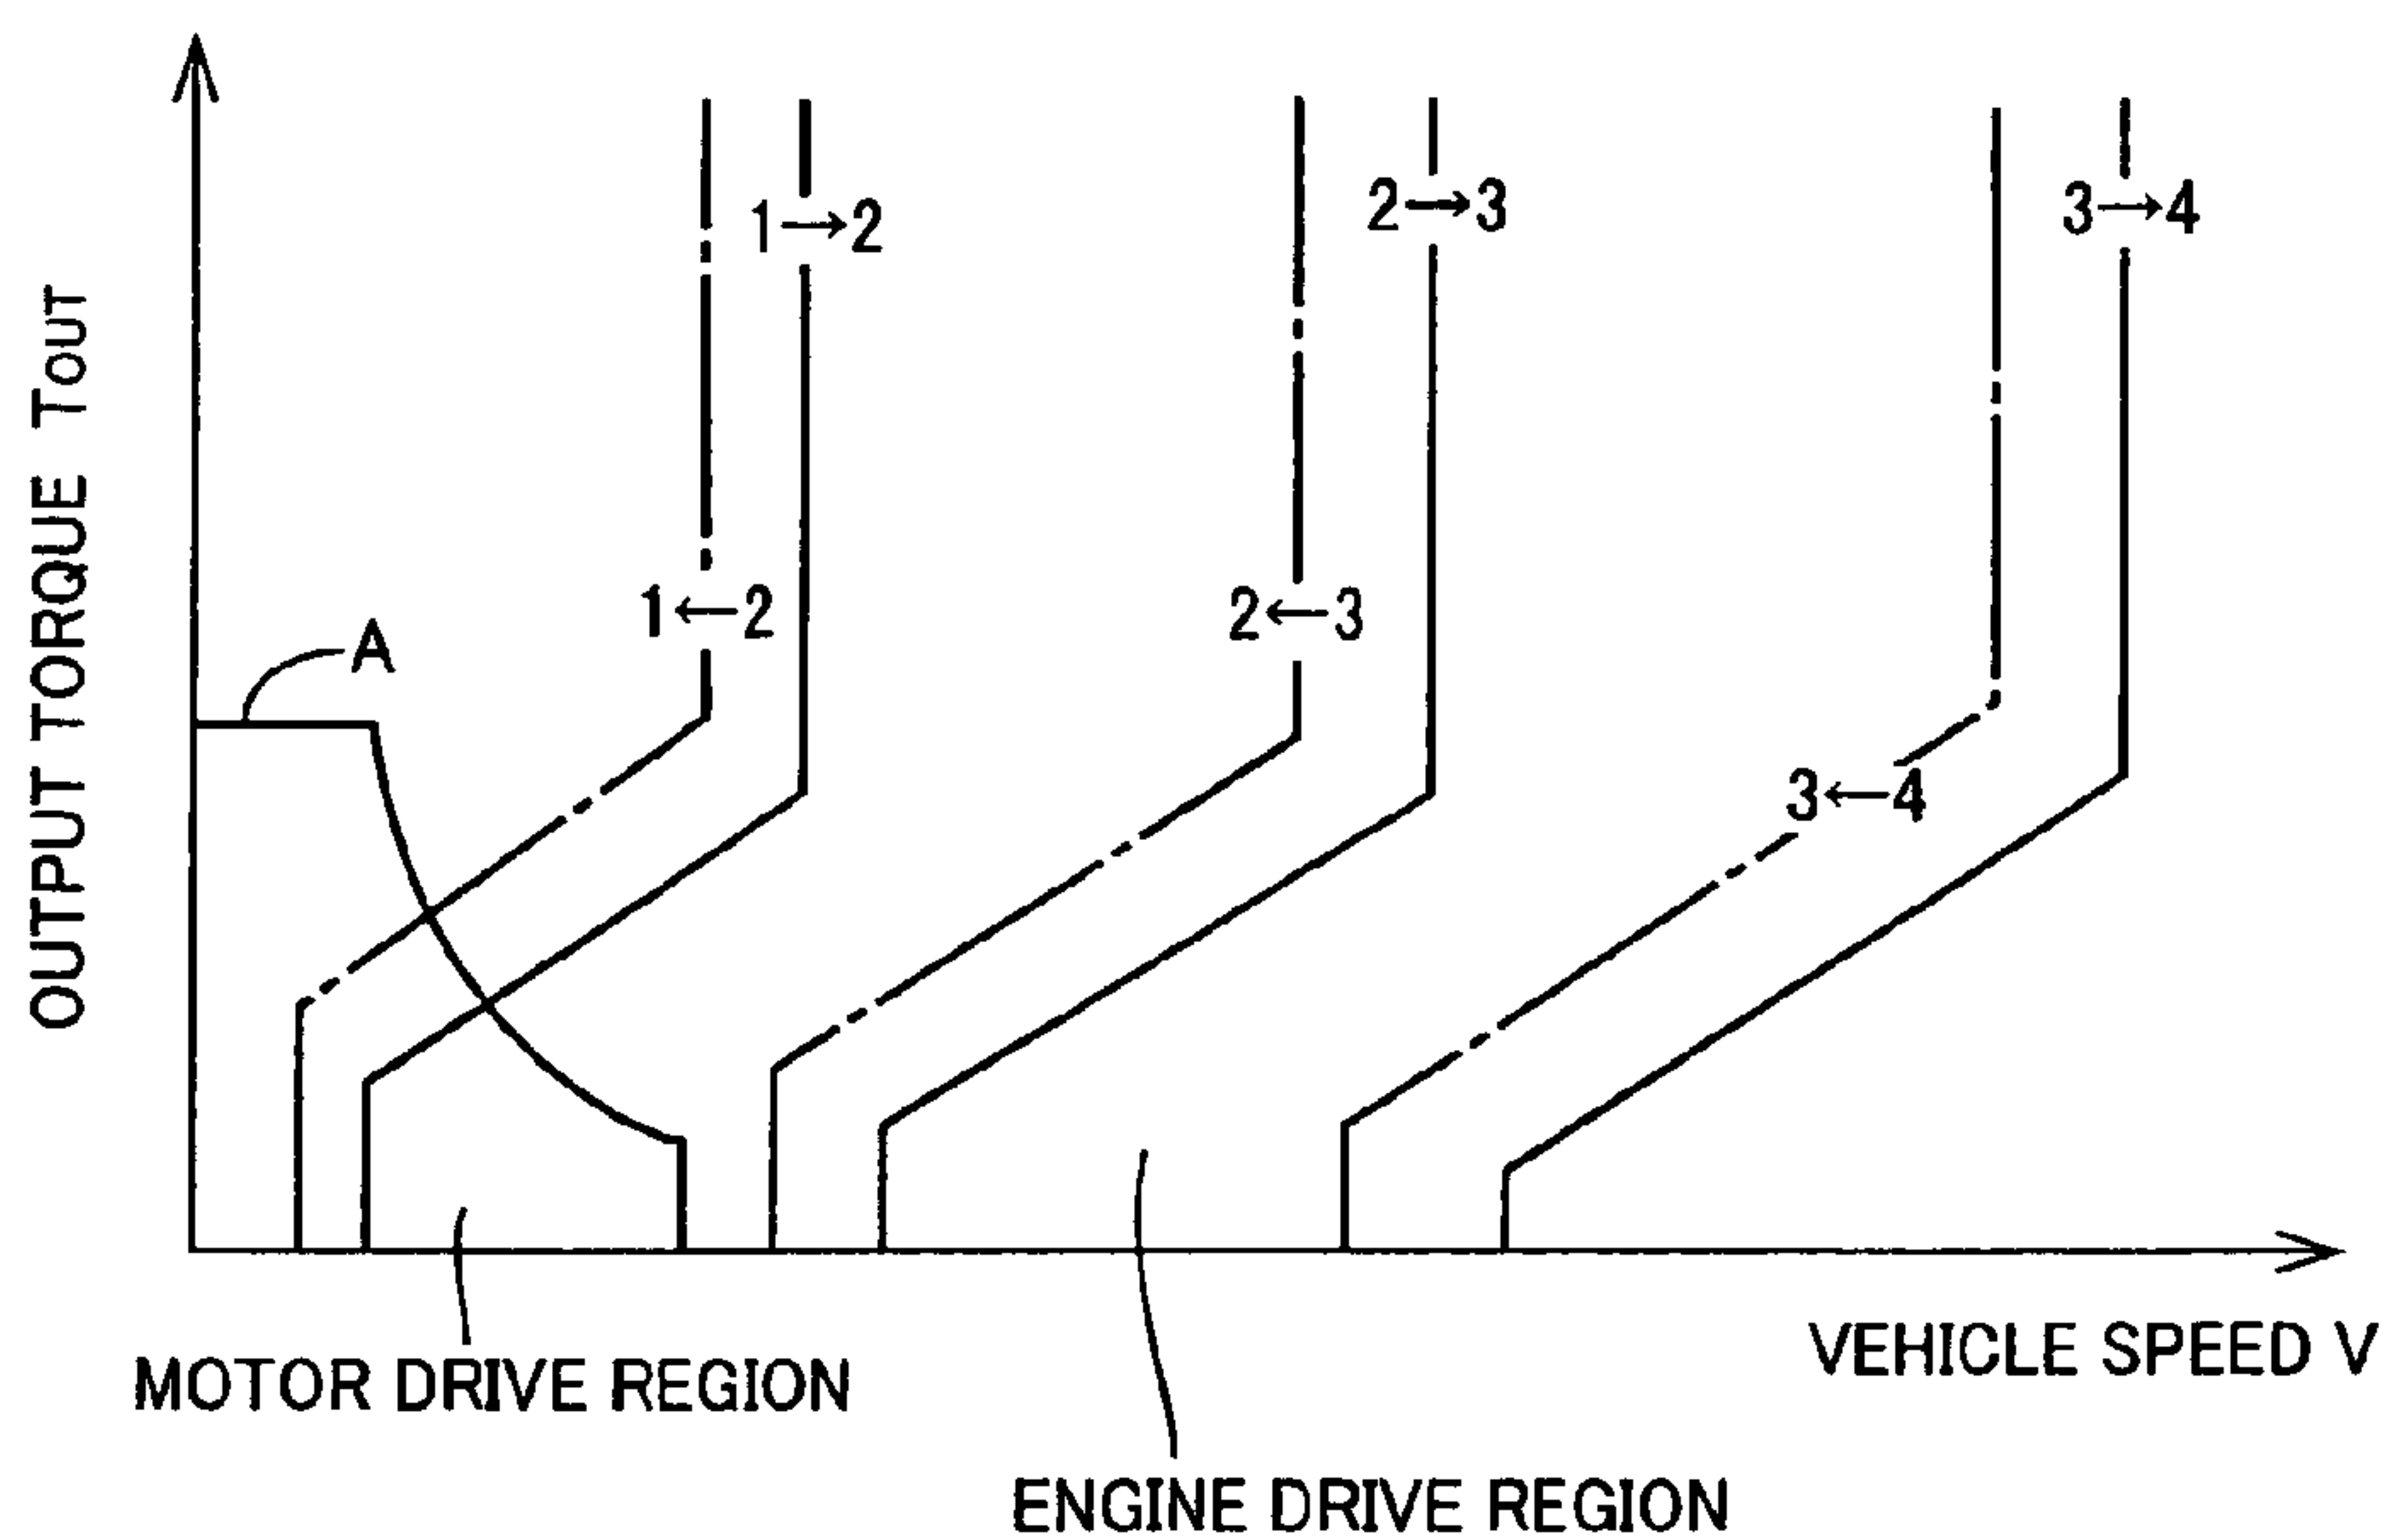 1→2
2→3
3→4
OUTPUT TORQUE TOUT
1←2
2←3
A
3←4
VEHICLE SPEED V
MOTOR DRIVE REGION
ENGINE DRIVE REGION